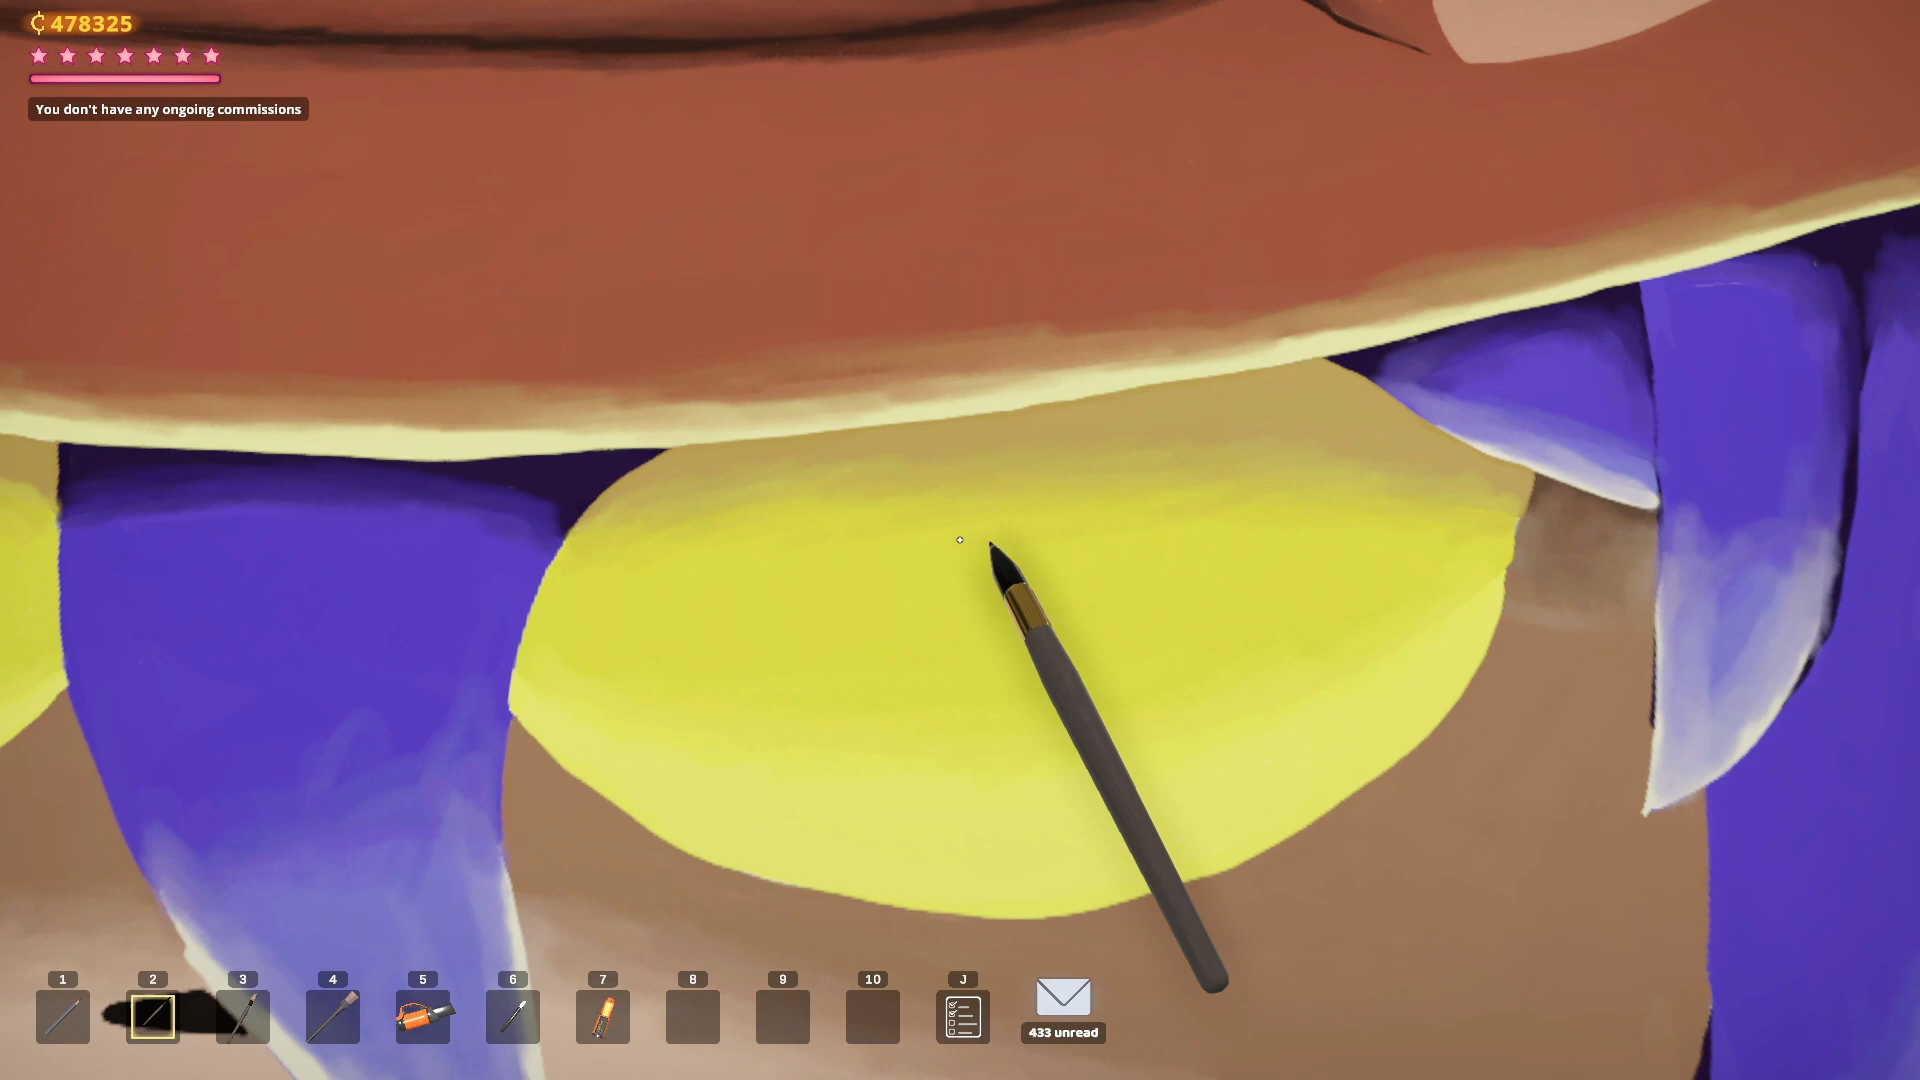 ₵ 478325
You don't have any ongoing commissions
1 2 3 4 5 6 7 8 9 10 J
433 unread